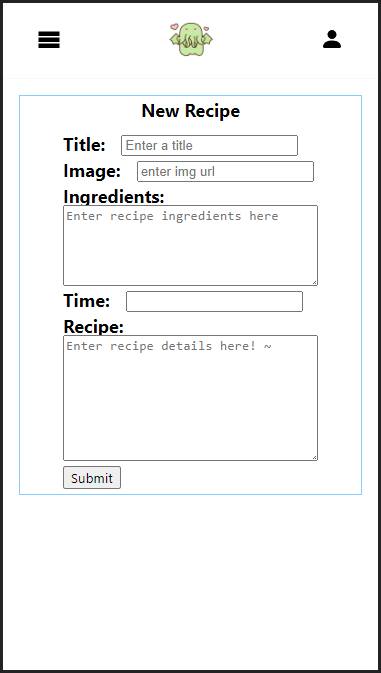 New Recipe
Title: Enter a title
Image: enter img url
Ingredients:
Enter recipe ingredients here
Time:
Recipe:
Enter recipe details here! ~
Submit